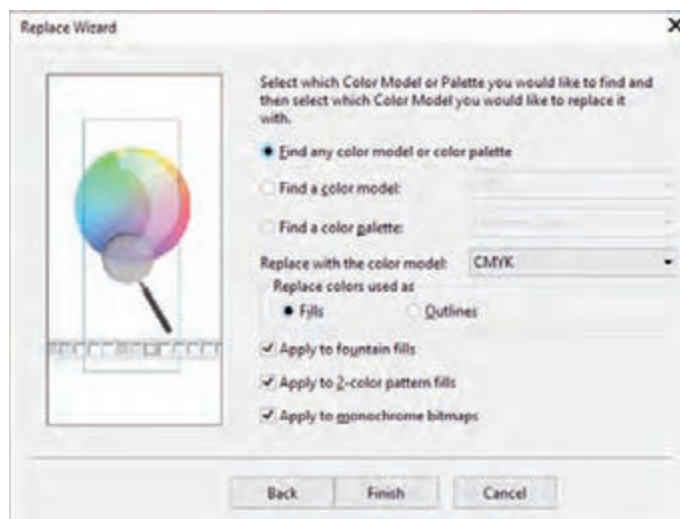 Replace Wizard
Select which Color Model or Palette you would like to find and
then select which Color Model you would like to replace it
with.
Find any color model or color palette
Find a color model:
Find a color palette:
Replace with the color model: CMYK
Replace colors used as
Fills Outlines
Apply to fountain fills
Apply to 2-color pattern fills
Apply to monochrome bitmaps
Back Finish Cancel